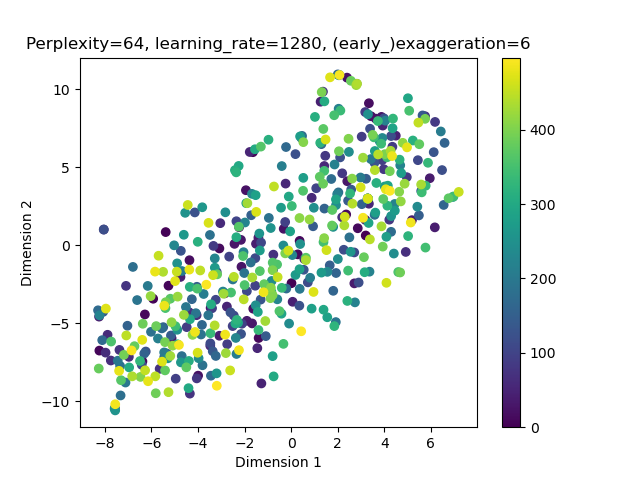 Perplexity=64, learning_rate=1280, (early_)exaggeration=6
10
5
0
−5
−10
Dimension 2
−8 −6 −4 −2 0 2 4 6
Dimension 1
400
300
200
100
0